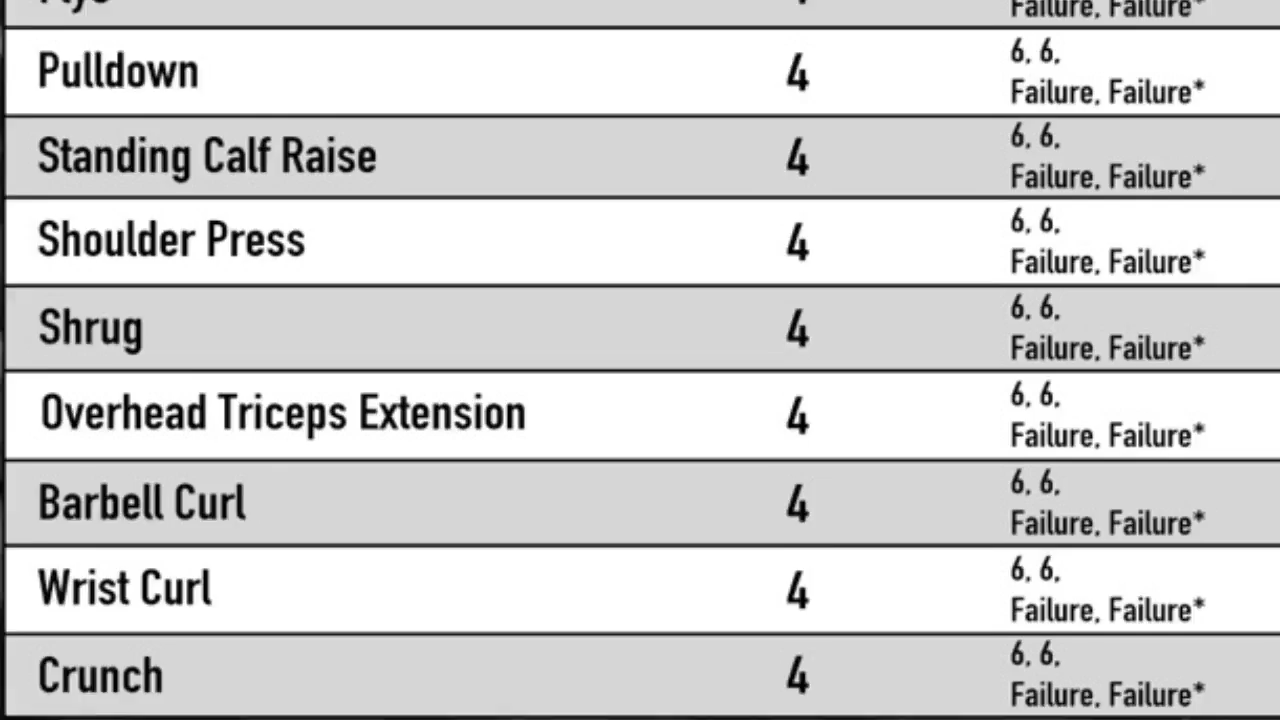 Failure, Failure*
Pulldown 4 6, 6,
Failure, Failure*
Standing Calf Raise 4 6, 6,
Failure, Failure*
Shoulder Press 4 6, 6,
Failure, Failure*
Shrug 4 6, 6,
Failure, Failure*
Overhead Triceps Extension 4 6, 6,
Failure, Failure*
Barbell Curl 4 6, 6,
Failure, Failure*
Wrist Curl 4 6, 6,
Failure, Failure*
Crunch 4 6, 6,
Failure, Failure*